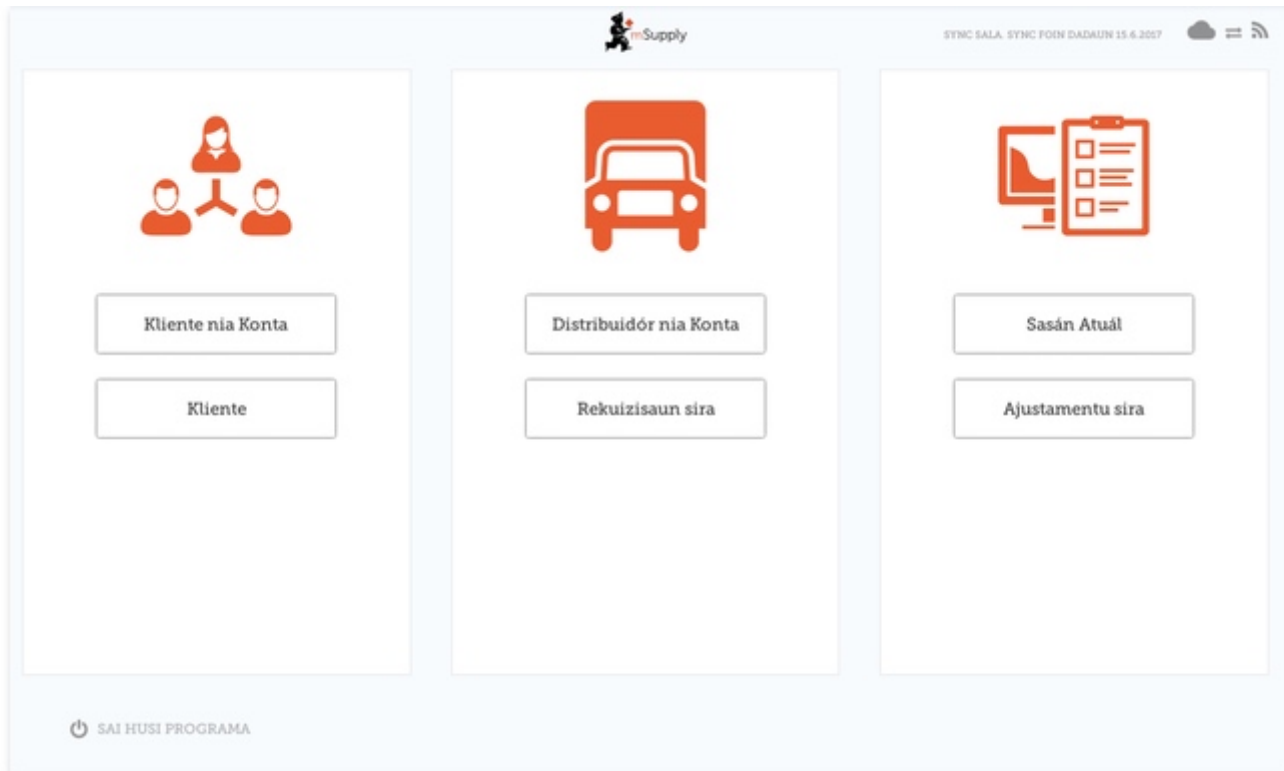 mSupply
SYNC SALA. SYNC FOIN DADAUN 15.6.2017
Kliente nia Konta
Kliente
Distribuidór nia Konta
Rekuizisaun sira
Sasán Atuál
Ajustamentu sira
SAI HUSI PROGRAMA